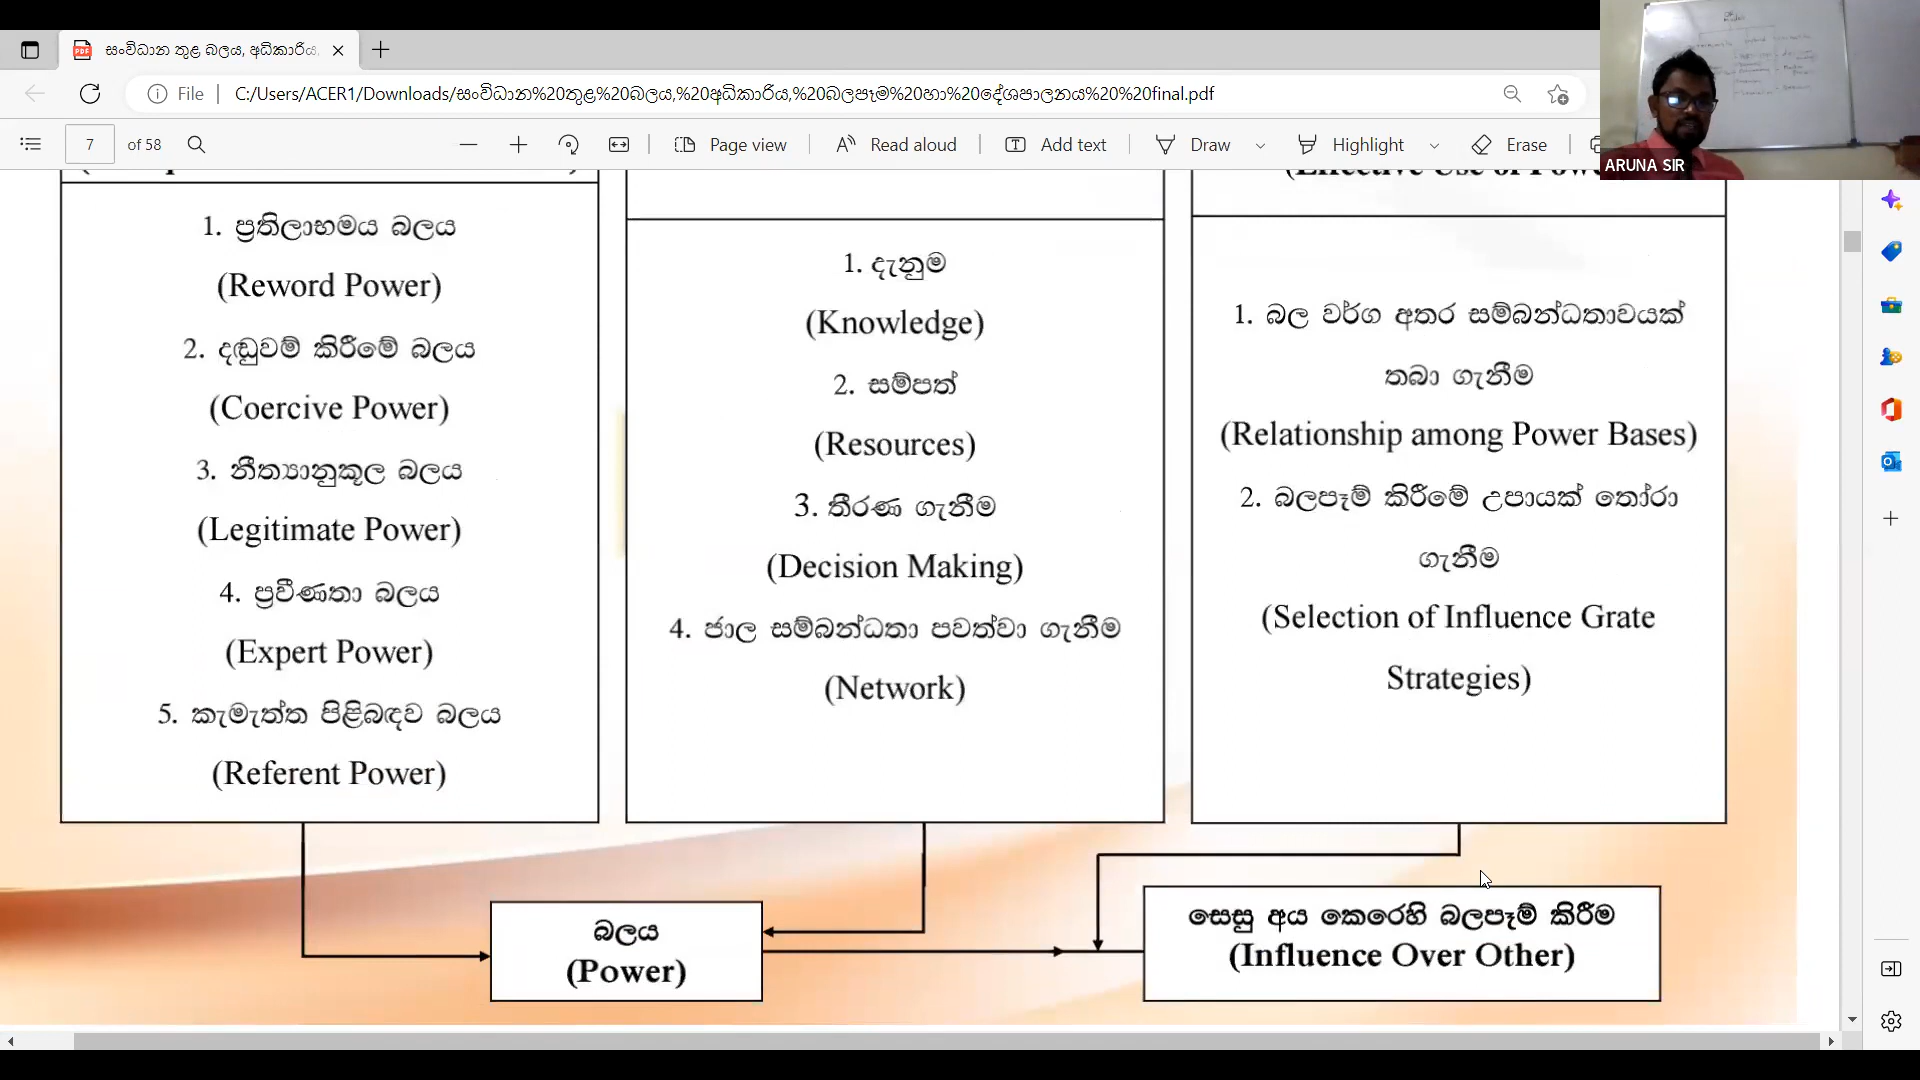 සංවිධාන තුළ බලය, අධිකාරිය,
File
C:/Users/ACER1/Downloads/සංවිධාන%20තුළ%20බලය,%20අධිකාරිය,%20බලපෑම%20හා%20දේශපාලනය%20%20final.pdf
7 of 58
Page view
Read aloud
Add text
Draw
Highlight
Erase
ARUNA SIR
1. ප්‍රතිලාභමය බලය
(Reword Power)
2. දඬුවම් කිරීමේ බලය
(Coercive Power)
3. නීත්‍යානුකූල බලය
(Legitimate Power)
4. ප්‍රවීණතා බලය
(Expert Power)
5. කැමැත්ත පිළිබඳව බලය
(Referent Power)
1. දැනුම
(Knowledge)
2. සම්පත්
(Resources)
3. තීරණ ගැනීම
(Decision Making)
4. ජාල සම්බන්ධතා පවත්වා ගැනීම
(Network)
(Effective Use of Power
1. බල වර්ග අතර සම්බන්ධතාවයක්
තබා ගැනීම
(Relationship among Power Bases)
2. බලපෑම් කිරීමේ උපායක් තෝරා
ගැනීම
(Selection of Influence Grate
Strategies)
බලය
(Power)
සෙසු අය කෙරෙහි බලපෑම් කිරීම
(Influence Over Other)